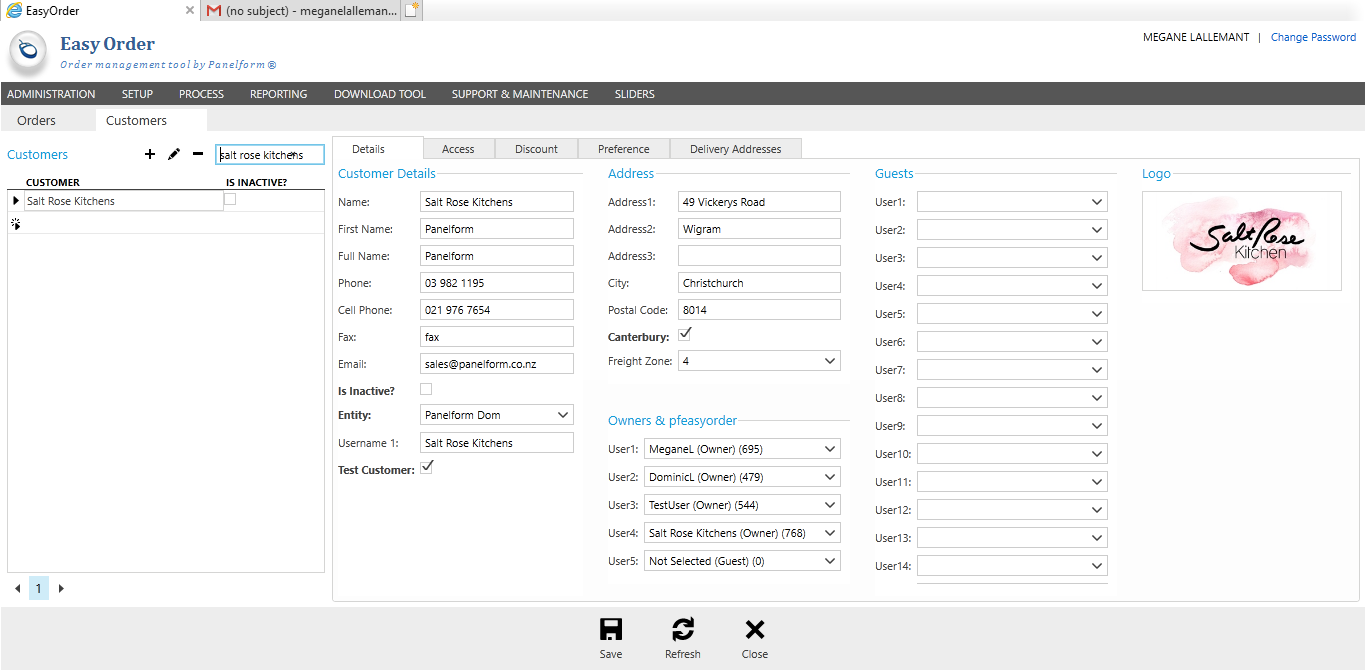 EasyOrder
(no subject) - meganelalleman...
Easy Order
Order management tool by Panelform ®
MEGANE LALLEMANT | Change Password
ADMINISTRATION SETUP PROCESS REPORTING DOWNLOAD TOOL SUPPORT & MAINTENANCE SLIDERS
Orders Customers
Customers
salt rose kitchens
CUSTOMER IS INACTIVE?
Salt Rose Kitchens
1
Details Access Discount Preference Delivery Addresses
Customer Details
Name: Salt Rose Kitchens
First Name: Panelform
Full Name: Panelform
Phone: 03 982 1195
Cell Phone: 021 976 7654
Fax: fax
Email: sales@panelform.co.nz
Is Inactive?
Entity: Panelform Dom
Username 1: Salt Rose Kitchens
Test Customer:
Address
Address1: 49 Vickerys Road
Address2: Wigram
Address3:
City: Christchurch
Postal Code: 8014
Canterbury:
Freight Zone: 4
Owners & pfeasyorder
User1: MeganeL (Owner) (695)
User2: DominicL (Owner) (479)
User3: TestUser (Owner) (544)
User4: Salt Rose Kitchens (Owner) (768)
User5: Not Selected (Guest) (0)
Guests
User1:
User2:
User3:
User4:
User5:
User6:
User7:
User8:
User9:
User10:
User11:
User12:
User13:
User14:
Logo
Salt Rose
Kitchen
Save Refresh Close